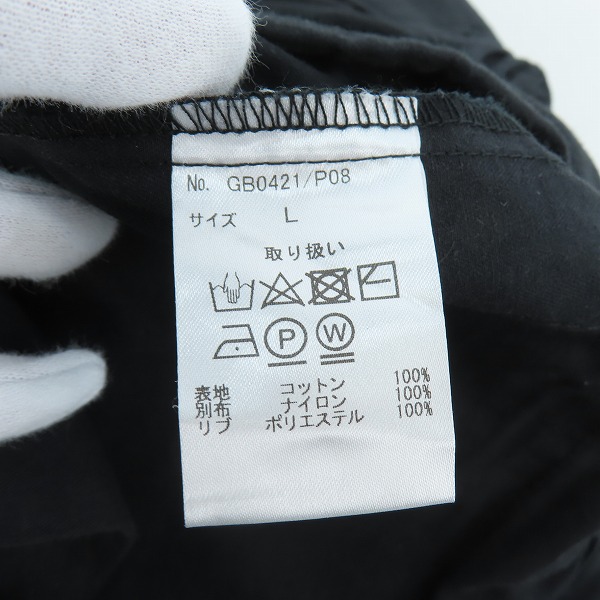 No. GB0421/P08
サイズ L
取り扱い
P W
表地 コットン 100%
別布 ナイロン 100%
リブ ポリエステル 100%